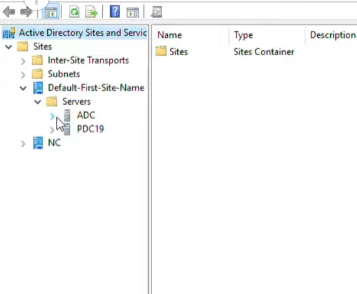 Active Directory Sites and Servic
Name Type Description
Sites
Sites Sites Container
Inter-Site Transports
Subnets
Default-First-Site-Name
Servers
ADC
PDC19
NC